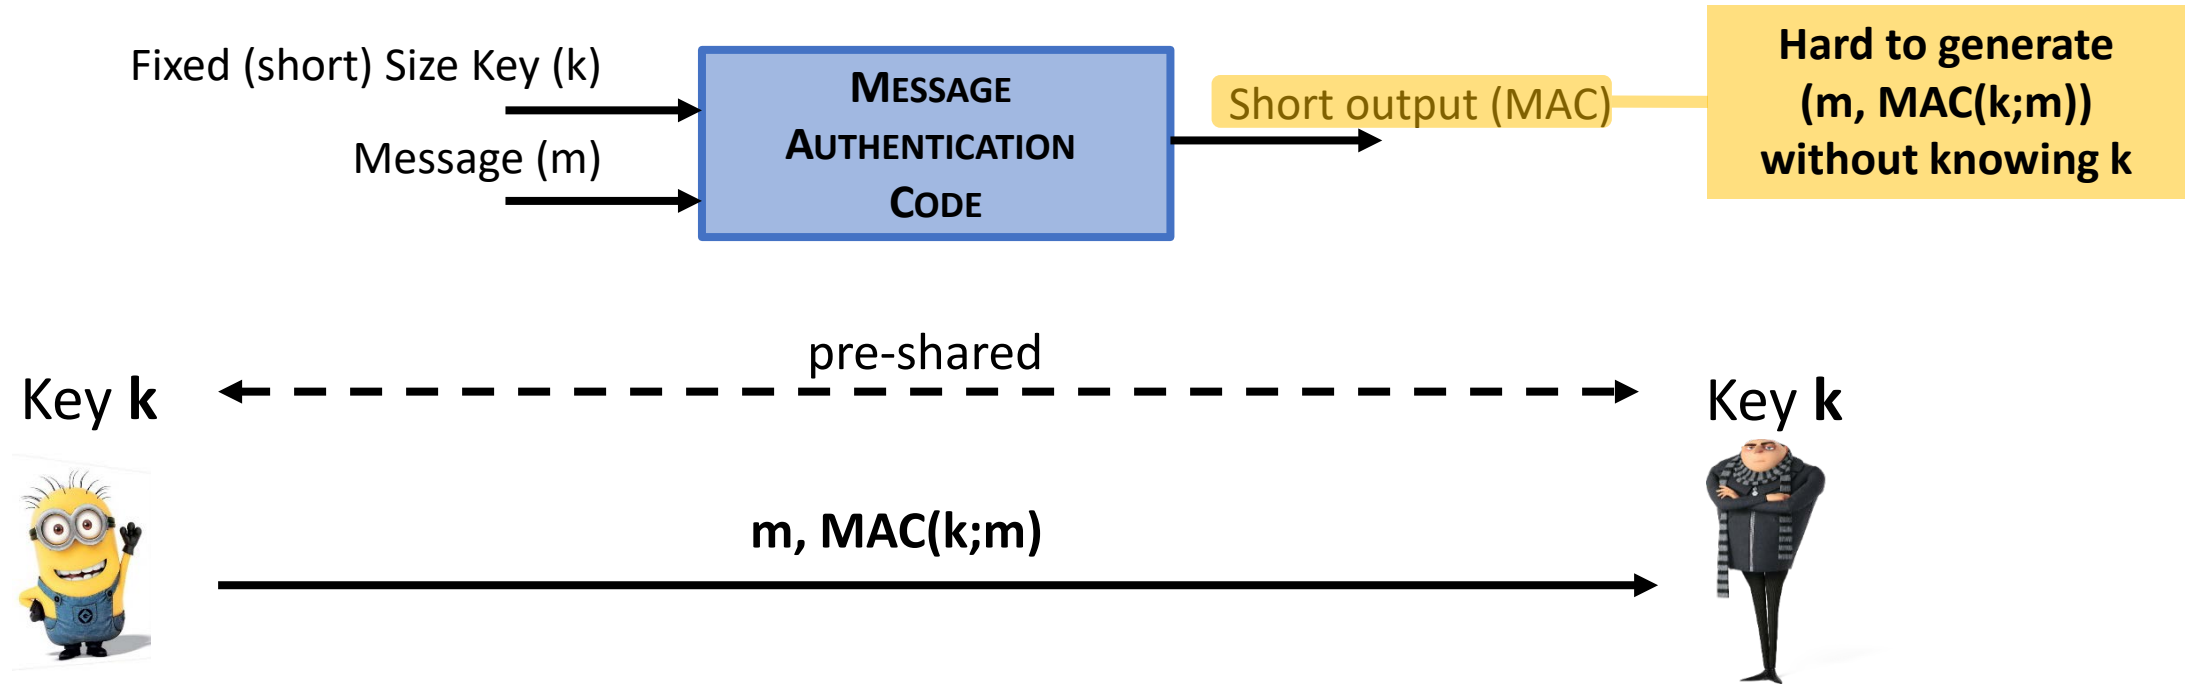 Fixed (short) Size Key (k)
Message (m)
MESSAGE
AUTHENTICATION
CODE
Short output (MAC)
Hard to generate
(m, MAC(k;m))
without knowing k
pre-shared
Key k
Key k
m, MAC(k;m)